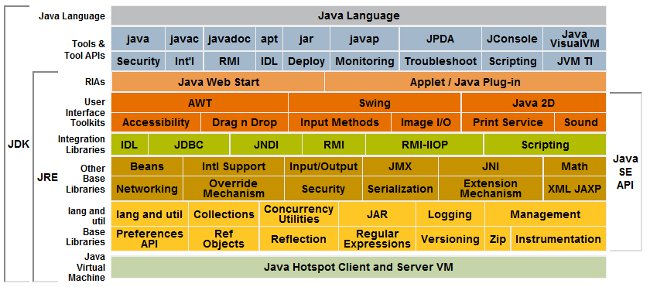 Java Language Java Language
Tools & Tool APIs
java javac javadoc apt jar javap JPDA JConsole Java VisualVM
Security Int'l RMI IDL Deploy Monitoring Troubleshoot Scripting JVM TI
RIAs Java Web Start Applet / Java Plug-in
User Interface Toolkits
AWT Swing Java 2D
Accessibility Drag n Drop Input Methods Image I/O Print Service Sound
Integration Libraries
IDL JDBC JNDI RMI RMI-IIOP Scripting
Other Base Libraries
Beans Intl Support Input/Output JMX JNI Math
Networking Override Mechanism Security Serialization Extension Mechanism XML JAXP
lang and util Base Libraries
lang and util Collections Concurrency Utilities JAR Logging Management
Preferences API Ref Objects Reflection Regular Expressions Versioning Zip Instrumentation
Java Virtual Machine
Java Hotspot Client and Server VM
JDK
JRE
Java SE API